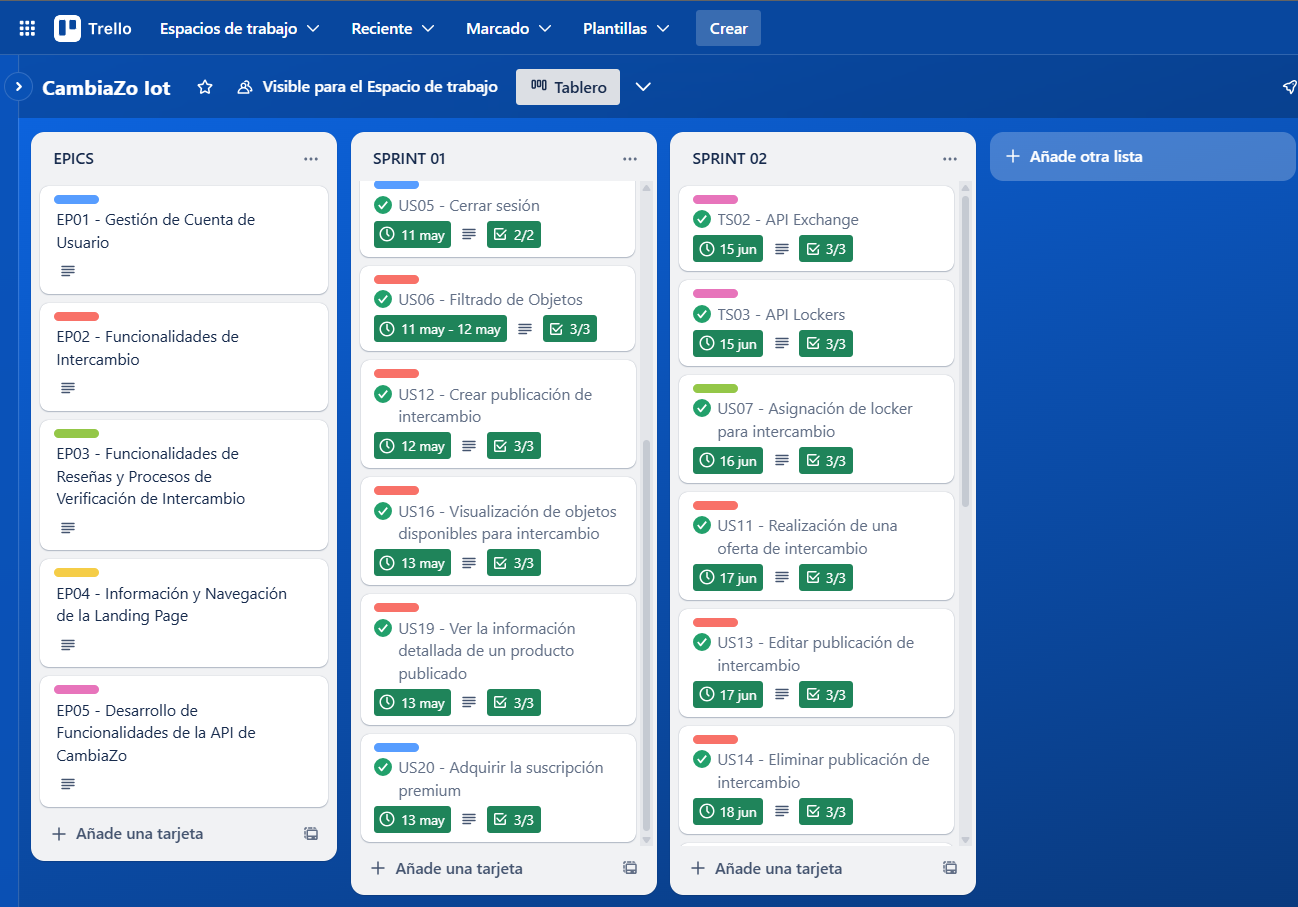 Trello
Espacios de trabajo
Reciente
Marcado
Plantillas
Crear
CambiaZo Iot
Visible para el Espacio de trabajo
Tablero
EPICS
EP01 - Gestión de Cuenta de
Usuario
EP02 - Funcionalidades de
Intercambio
EP03 - Funcionalidades de
Reseñas y Procesos de
Verificación de Intercambio
EP04 - Información y Navegación
de la Landing Page
EP05 - Desarrollo de
Funcionalidades de la API de
CambiaZo
Añade una tarjeta
SPRINT 01
US05 - Cerrar sesión
11 may
2/2
US06 - Filtrado de Objetos
11 may - 12 may
3/3
US12 - Crear publicación de
intercambio
12 may
3/3
US16 - Visualización de objetos
disponibles para intercambio
13 may
3/3
US19 - Ver la información
detallada de un producto
publicado
13 may
3/3
US20 - Adquirir la suscripción
premium
13 may
3/3
Añade una tarjeta
SPRINT 02
TS02 - API Exchange
15 jun
3/3
TS03 - API Lockers
15 jun
3/3
US07 - Asignación de locker
para intercambio
16 jun
3/3
US11 - Realización de una
oferta de intercambio
17 jun
3/3
US13 - Editar publicación de
intercambio
17 jun
3/3
US14 - Eliminar publicación de
intercambio
18 jun
3/3
Añade una tarjeta
Añade otra lista